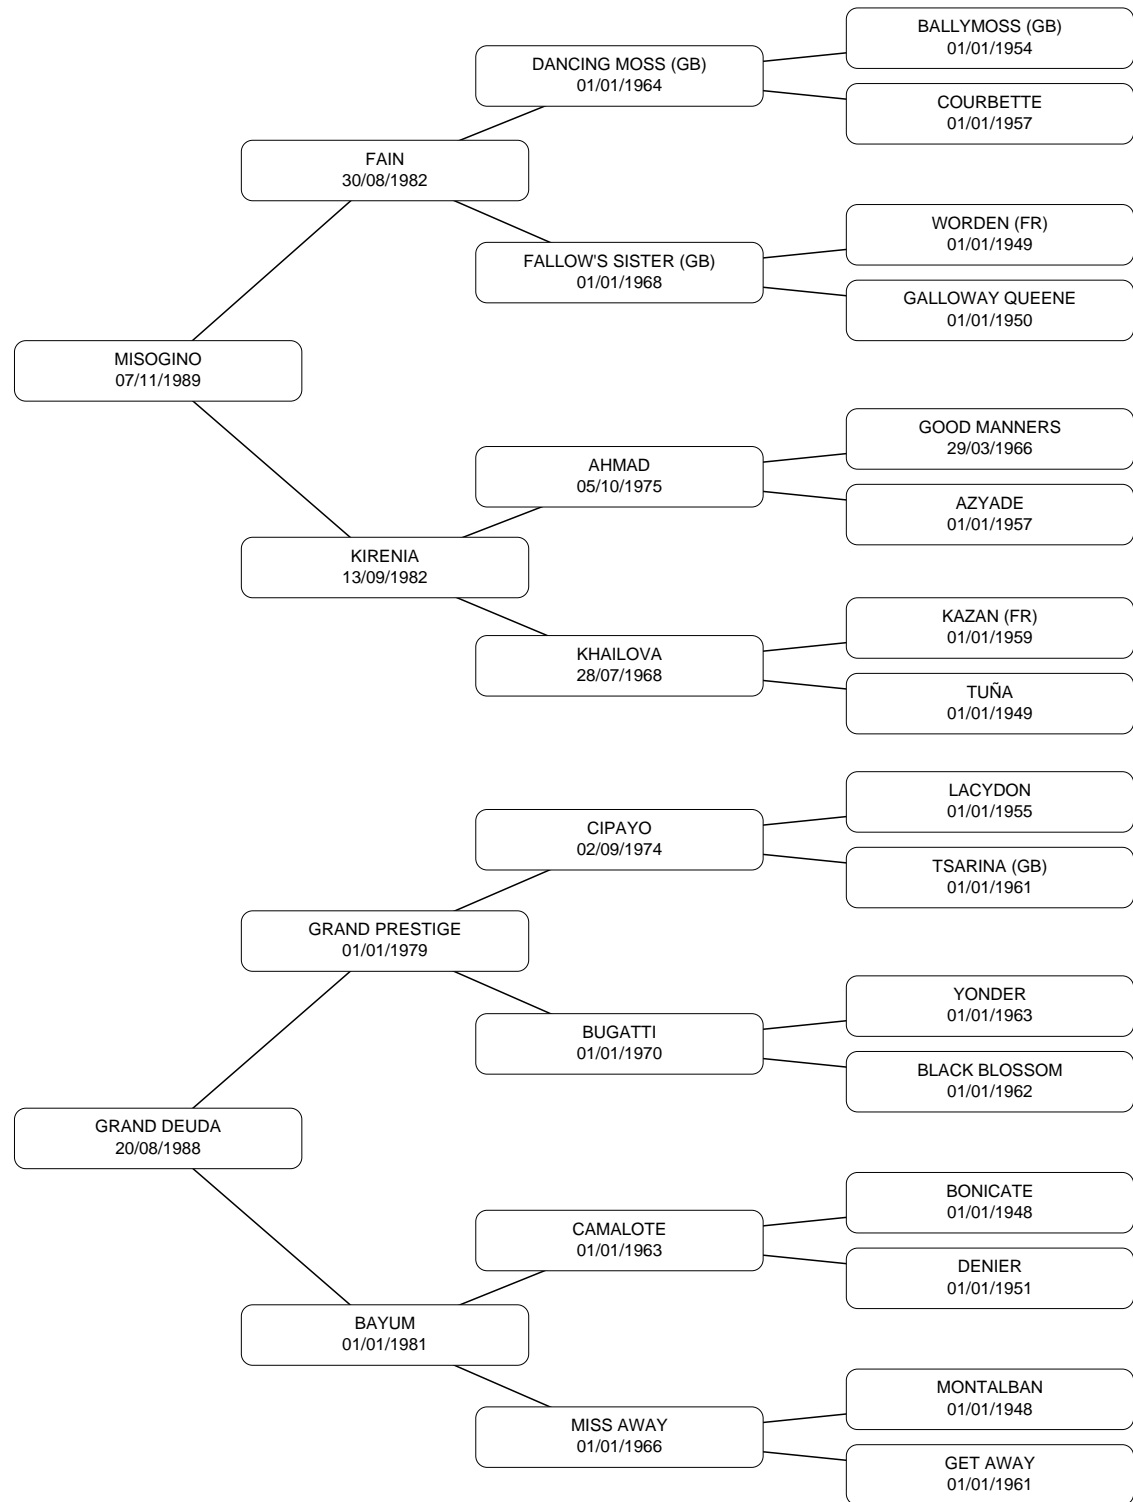 BALLYMOSS (GB)
01/01/1954
DANCING MOSS (GB)
01/01/1964
COURBETTE
01/01/1957
FAIN
30/08/1982
WORDEN (FR)
01/01/1949
FALLOW'S SISTER (GB)
01/01/1968
GALLOWAY QUEENE
01/01/1950
MISOGINO
07/11/1989
GOOD MANNERS
29/03/1966
AHMAD
05/10/1975
AZYADE
01/01/1957
KIRENIA
13/09/1982
KAZAN (FR)
01/01/1959
KHAILOVA
28/07/1968
TUÑA
01/01/1949
LACYDON
01/01/1955
CIPAYO
02/09/1974
TSARINA (GB)
01/01/1961
GRAND PRESTIGE
01/01/1979
YONDER
01/01/1963
BUGATTI
01/01/1970
BLACK BLOSSOM
01/01/1962
GRAND DEUDA
20/08/1988
BONICATE
01/01/1948
CAMALOTE
01/01/1963
DENIER
01/01/1951
BAYUM
01/01/1981
MONTALBAN
01/01/1948
MISS AWAY
01/01/1966
GET AWAY
01/01/1961